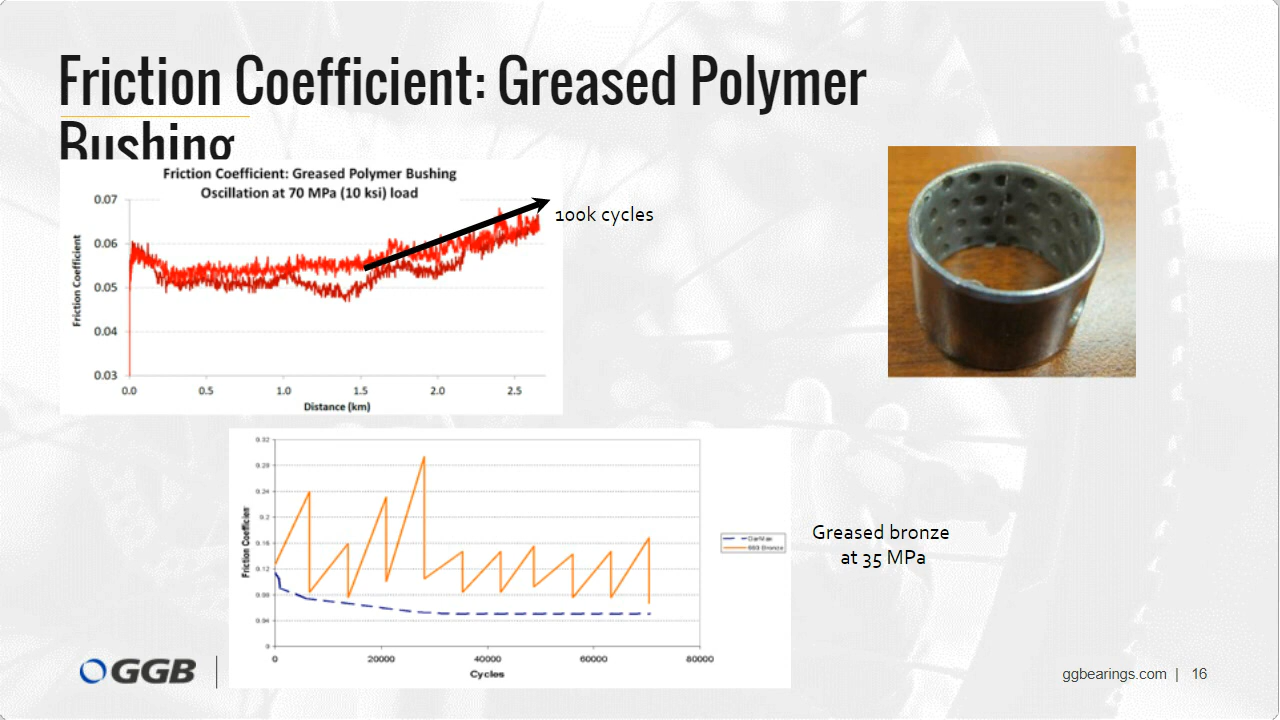 Friction Coefficient: Greased Polymer
Bushing
Friction Coefficient: Greased Polymer Bushing
Oscillation at 70 MPa (10 ksi) load
0.07
0.06
0.05
0.04
0.03
Friction Coefficient
0.0 0.5 1.0 1.5 2.0 2.5
Distance (km)
100k cycles
0.32
0.28
0.24
0.2
0.16
0.12
0.08
0.04
0
Friction Coefficien
0 20000 40000 60000 80000
Cycles
Bronze
Greased bronze
at 35 MPa
GGB
ggbearings.com | 16